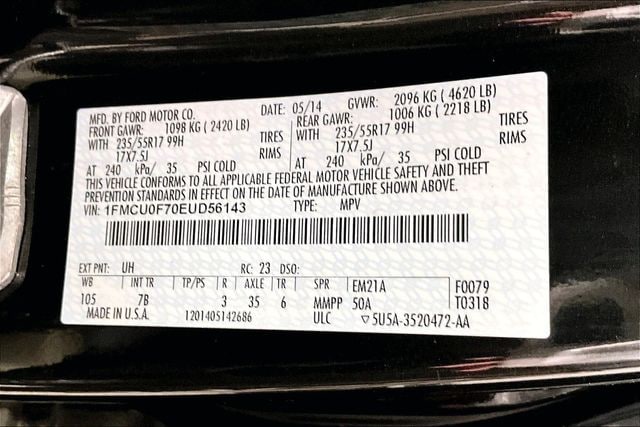 MFD. BY FORD MOTOR CO. DATE: 05/14 GVWR: 2096 KG ( 4620 LB)
FRONT GAWR: 1098 KG ( 2420 LB) REAR GAWR: 1006 KG ( 2218 LB)
WITH 235/55R17 99H TIRES WITH 235/55R17 99H TIRES
17X7.5J RIMS 17X7.5J RIMS
AT 240 kPa/ 35 PSI COLD AT 240 kPa/ 35 PSI COLD
THIS VEHICLE CONFORMS TO ALL APPLICABLE FEDERAL MOTOR VEHICLE SAFETY AND THEFT
PREVENTION STANDARDS IN EFFECT ON THE DATE OF MANUFACTURE SHOWN ABOVE.
VIN: 1FMCU0F70EUD56143 TYPE: MPV
EXT PNT: UH RC: 23 DSO:
WB INT TR TP/PS R AXLE TR SPR EM21A F0079
105 7B 3 35 6 MMPP 50A T0318
MADE IN U.S.A. 1201405142686 ULC ▽5U5A-3520472-AA